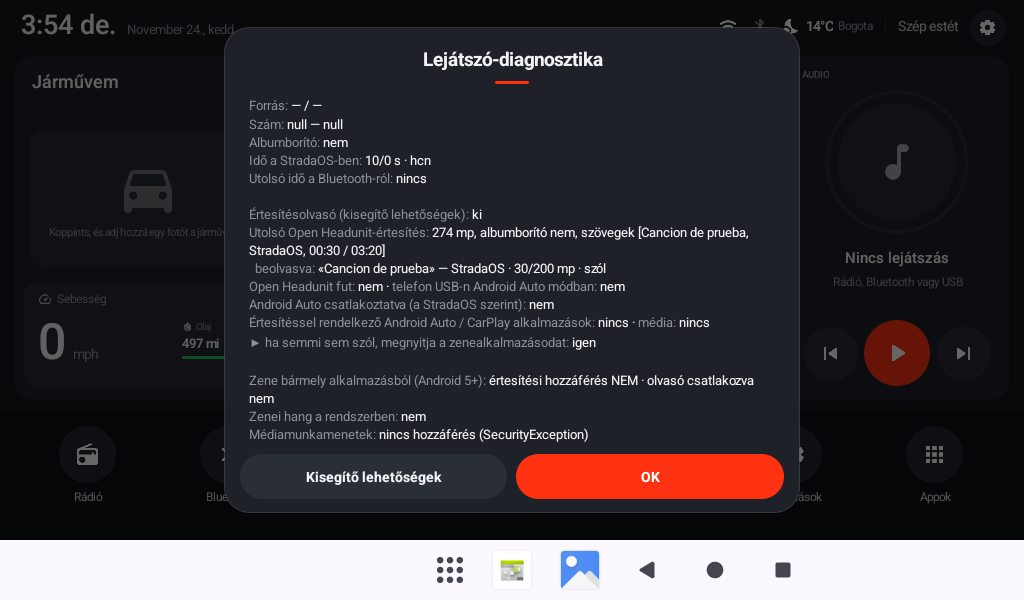 3:54 de.
November 24., kedd
14°C Bogota
Szép estét
Lejátszó-diagnosztika
Járművem
AUDIO
Forrás: — / —
Szám: null — null
Albumborító: nem
Idő a StradaOS-ben: 10/0 s · hcn
Utolsó idő a Bluetooth-ról: nincs
Koppints, és adj hozzá egy fotót a járműv
Értesítésolvasó (kisegítő lehetőségek): ki
Utolsó Open Headunit-értesítés: 274 mp, albumborító nem, szövegek [Cancion de prueba,
StradaOS, 00:30 / 03:20]
beolvasva: «Cancion de prueba» — StradaOS · 30/200 mp · szól
Open Headunit fut: nem · telefon USB-n Android Auto módban: nem
Android Auto csatlakoztatva (a StradaOS szerint): nem
Értesítéssel rendelkező Android Auto / CarPlay alkalmazások: nincs · média: nincs
► ha semmi sem szól, megnyitja a zenealkalmazásodat: igen
Zene bármely alkalmazásból (Android 5+): értesítési hozzáférés NEM · olvasó csatlakozva
nem
Zenei hang a rendszerben: nem
Médiamunkamenetek: nincs hozzáférés (SecurityException)
Nincs lejátszás
Rádió, Bluetooth vagy USB
Sebesség
0 mph
Olaj
497 mi
Kisegítő lehetőségek
OK
Rádió
Blue
ások
Appok